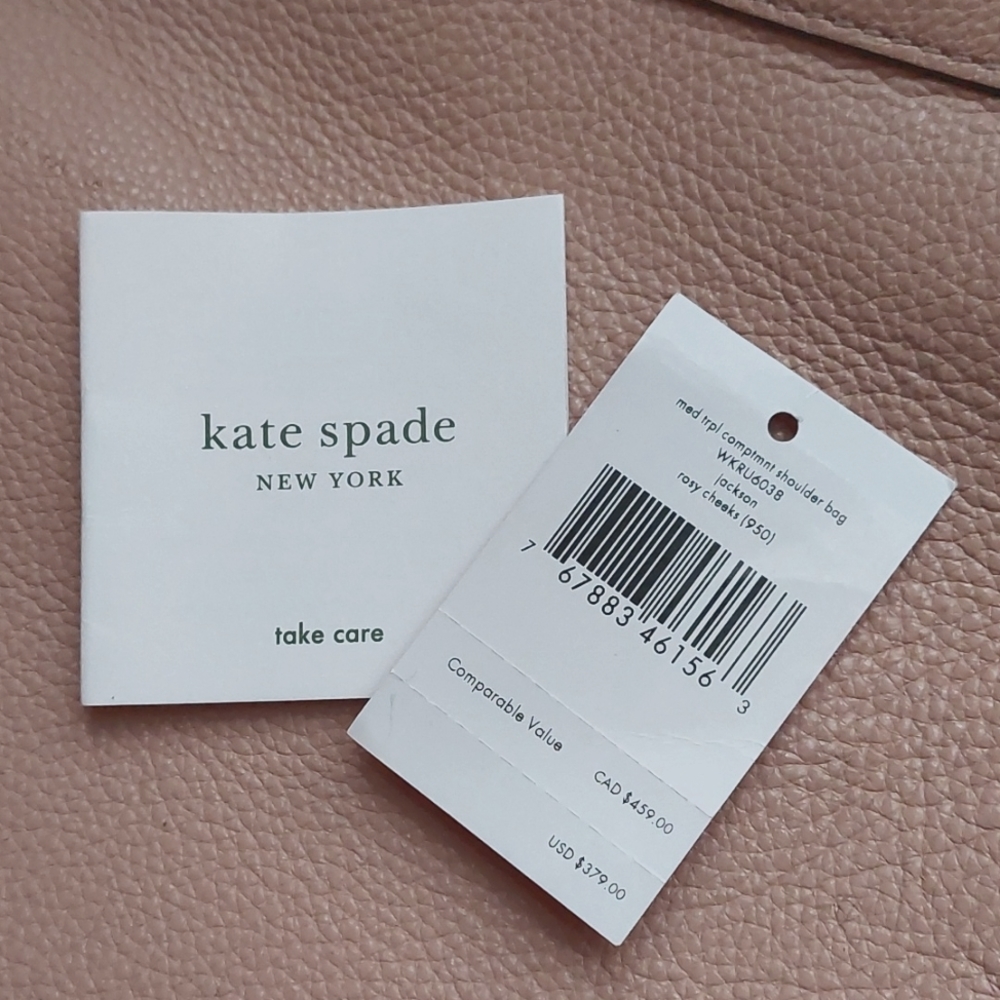 kate spade
NEW YORK
take care
med trpl comptmnt shoulder bag
WKRU6038
jackson
rosy cheeks (950)
7 67883 46156 3
Comparable Value
CAD $459.00
USD $379.00